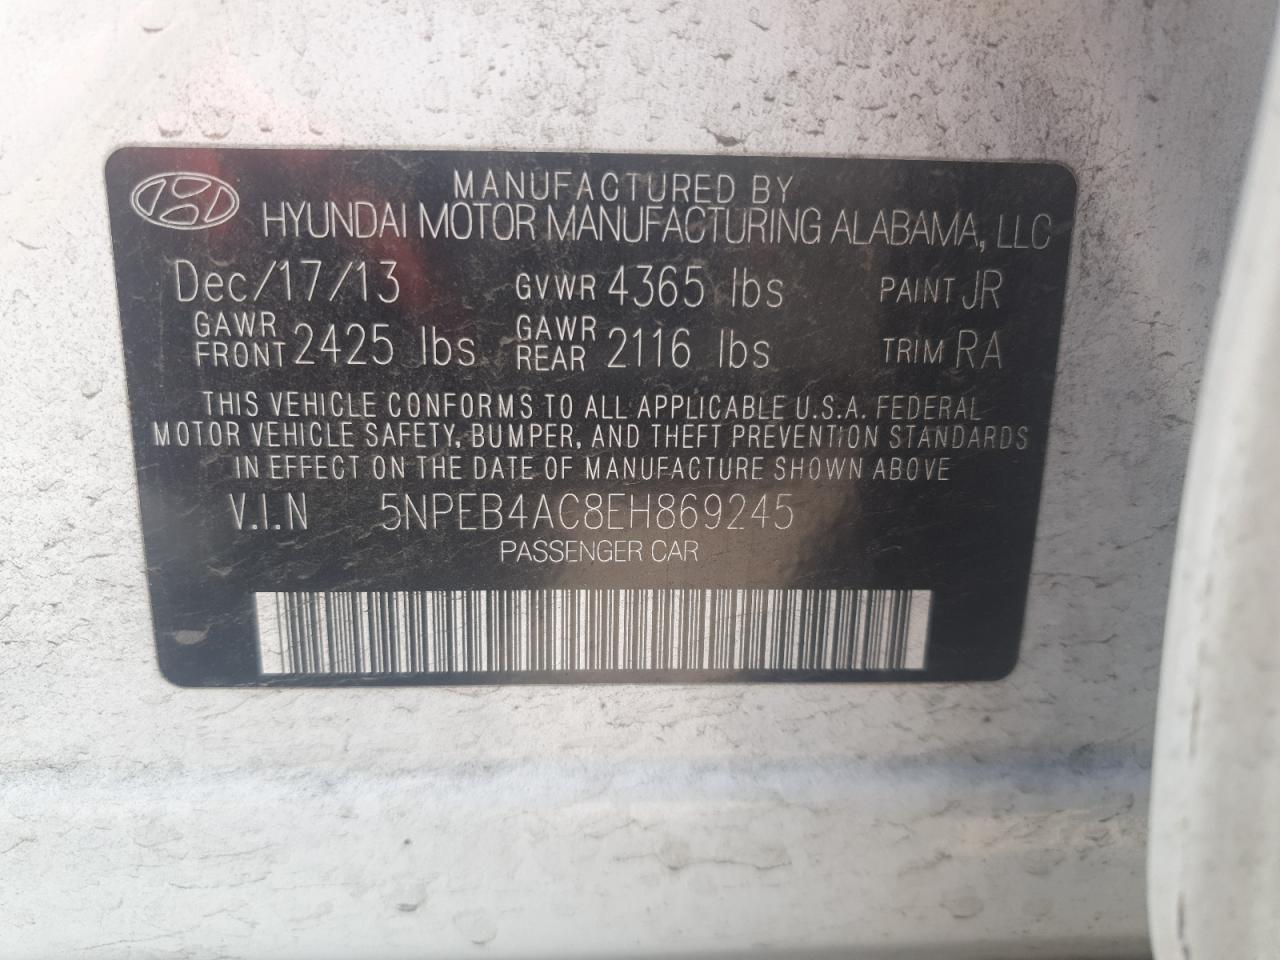 MANUFACTURED BY
HYUNDAI MOTOR MANUFACTURING ALABAMA, LLC
Dec/17/13 GVWR 4365 lbs PAINT JR
GAWR FRONT 2425 lbs GAWR REAR 2116 lbs TRIM RA
THIS VEHICLE CONFORMS TO ALL APPLICABLE U.S.A. FEDERAL
MOTOR VEHICLE SAFETY, BUMPER, AND THEFT PREVENTION STANDARDS
IN EFFECT ON THE DATE OF MANUFACTURE SHOWN ABOVE
V.I.N 5NPEB4AC8EH869245
PASSENGER CAR